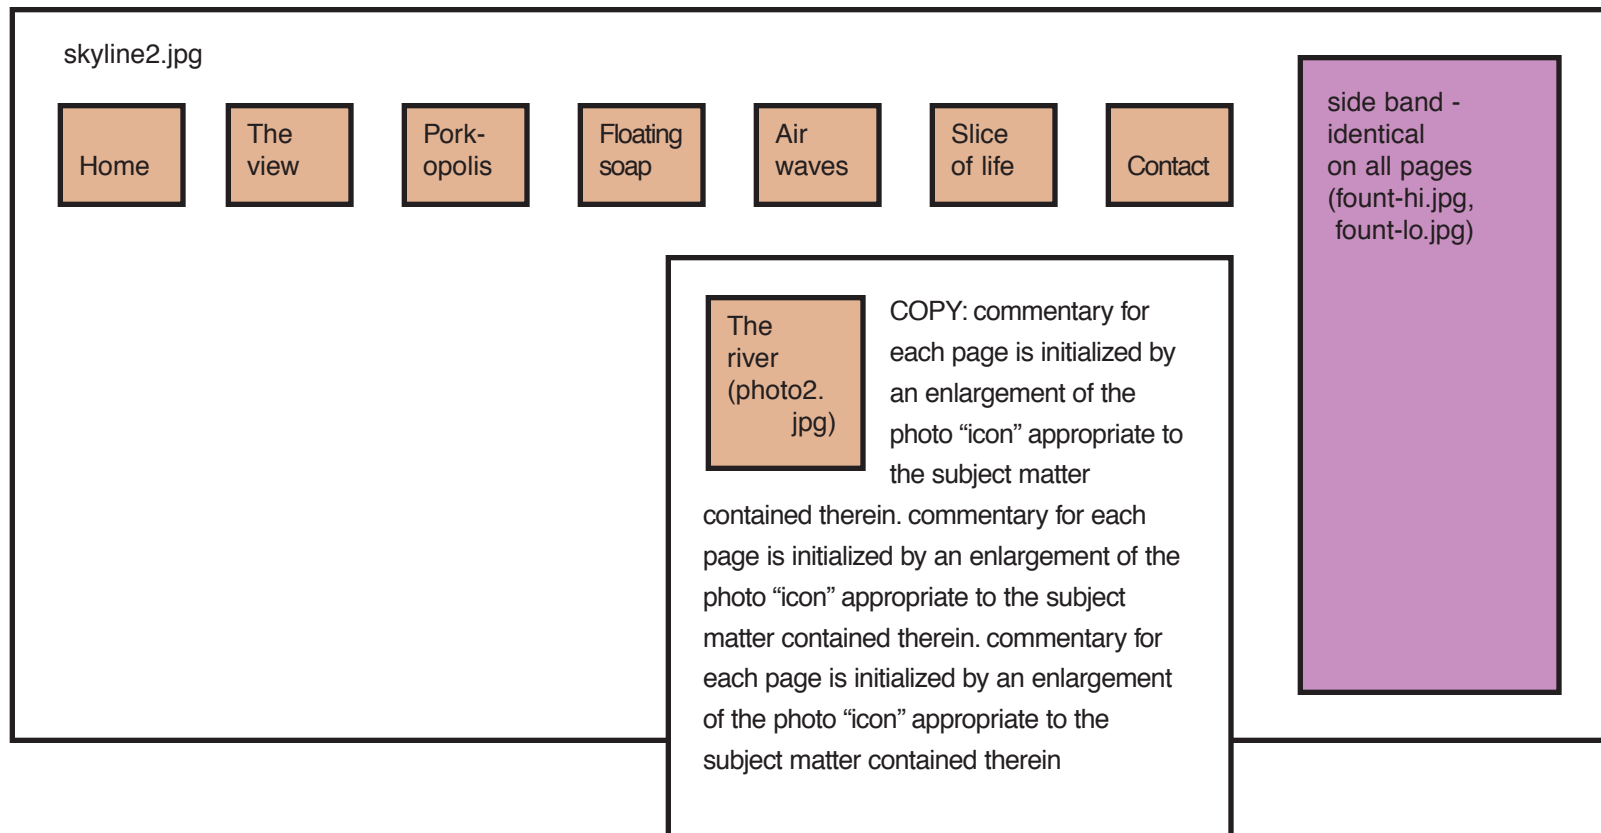 skyline2.jpg
Home
The
view
Pork-
opolis
Floating
soap
Air
waves
Slice
of life
Contact
side band -
identical
on all pages
(fount-hi.jpg,
fount-lo.jpg)
The
river
(photo2.
jpg)
COPY: commentary for
each page is initialized by
an enlargement of the
photo “icon” appropriate to
the subject matter
contained therein. commentary for each
page is initialized by an enlargement of the
photo “icon” appropriate to the subject
matter contained therein. commentary for
each page is initialized by an enlargement
of the photo “icon” appropriate to the
subject matter contained therein